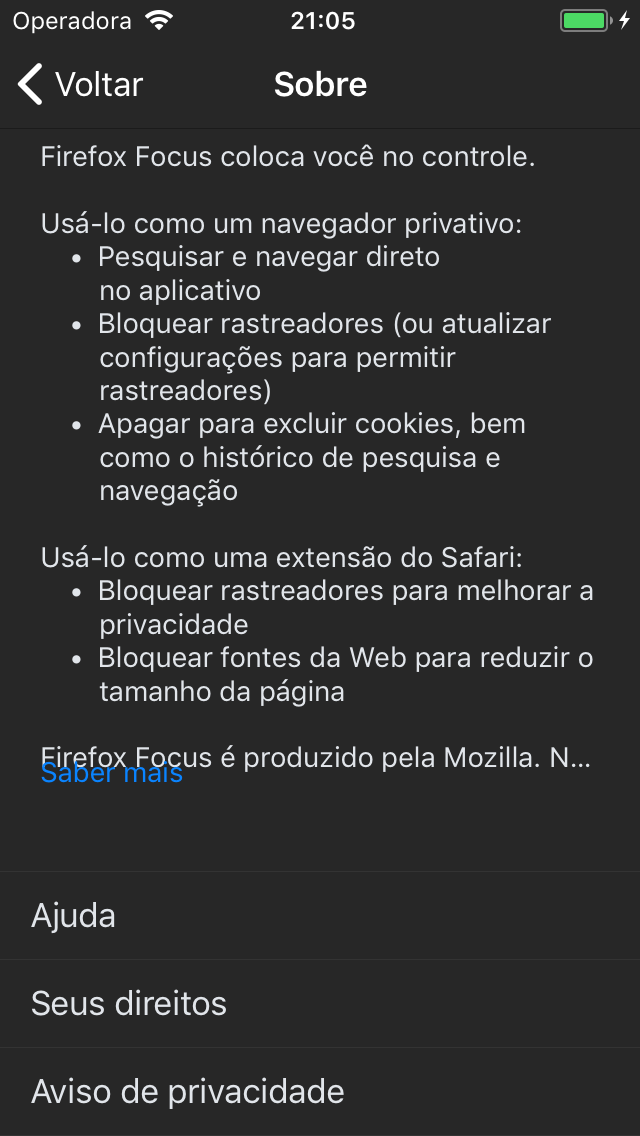 Operadora 21:05
Voltar Sobre
Firefox Focus coloca você no controle.
Usá-lo como um navegador privativo:
• Pesquisar e navegar direto
no aplicativo
• Bloquear rastreadores (ou atualizar
configurações para permitir
rastreadores)
• Apagar para excluir cookies, bem
como o histórico de pesquisa e
navegação
Usá-lo como uma extensão do Safari:
• Bloquear rastreadores para melhorar a
privacidade
• Bloquear fontes da Web para reduzir o
tamanho da página
Firefox Focus é produzido pela Mozilla. N...
Saber mais
Ajuda
Seus direitos
Aviso de privacidade